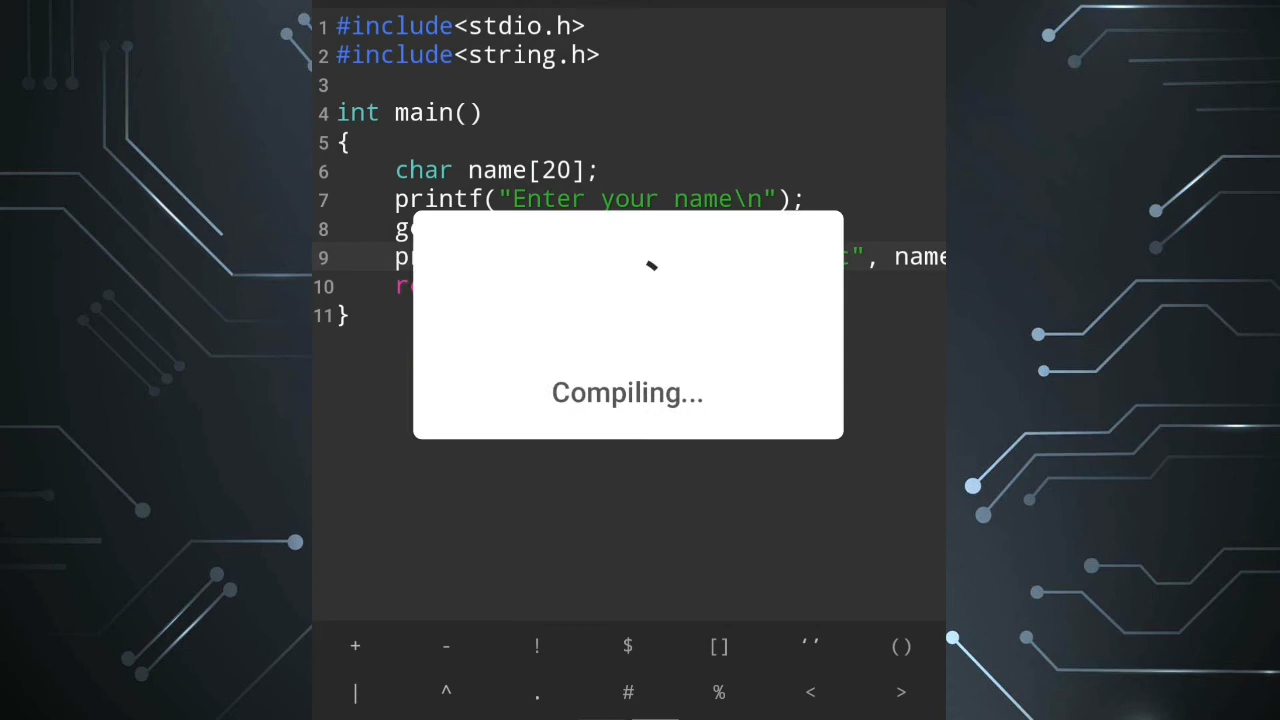 1 #include<stdio.h>
2 #include<string.h>
3
4 int main()
5 {
6 char name[20];
7 printf("Enter your name\n");
8
9 ", name
10
11 }
Compiling...
+ - ! $ [] ‘’ ()
| ^ . # % < >